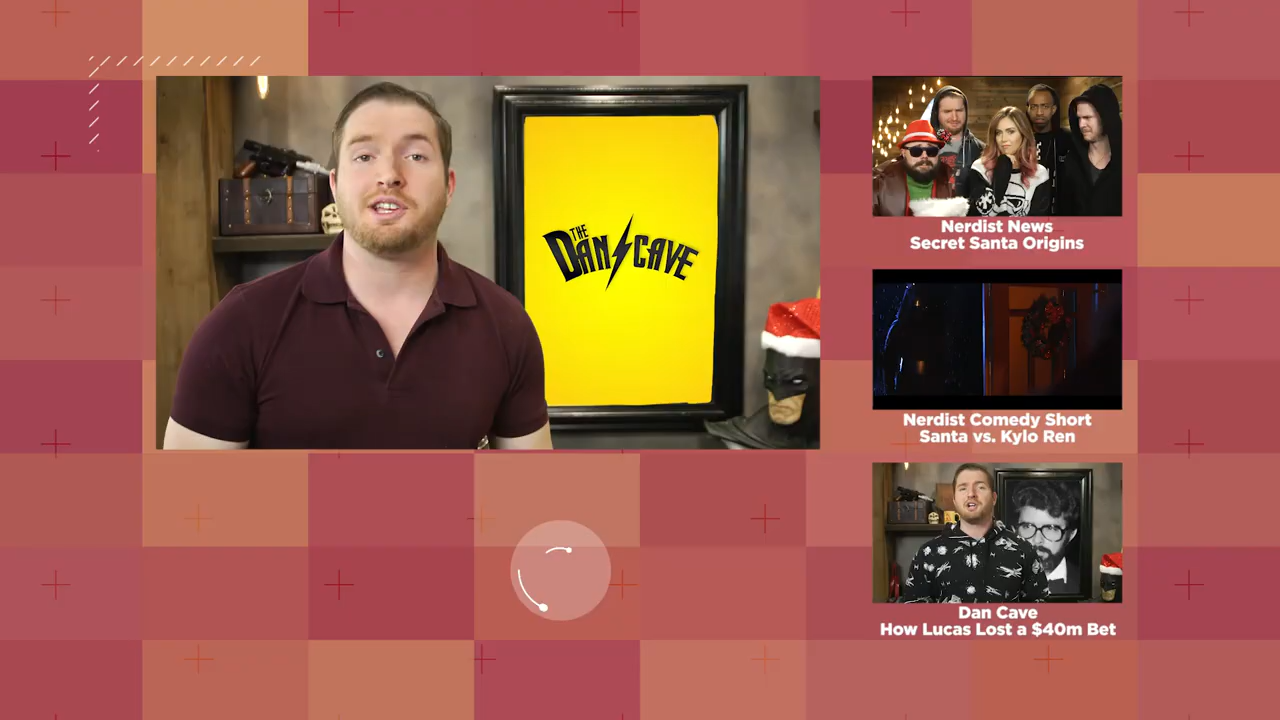 THE
DAN CAVE
Nerdist News
Secret Santa Origins
Nerdist Comedy Short
Santa vs. Kylo Ren
Dan Cave
How Lucas Lost a $40m Bet